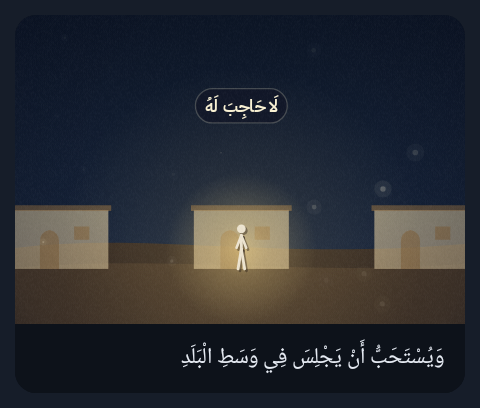 لَا حَاجِبَ لَهُ
وَيُسْتَحَبُّ أَنْ يَجْلِسَ فِي وَسَطِ الْبَلَدِ